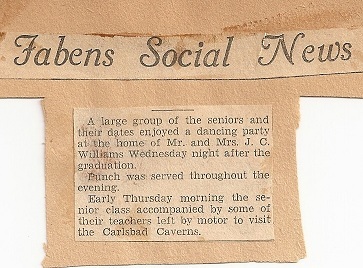 Fabens Social News
A large group of the seniors and
their dates enjoyed a dancing party
at the home of Mr. and Mrs. J. C.
Williams Wednesday night after the
graduation.
Punch was served throughout the
evening.
Early Thursday morning the se-
nior class accompanied by some of
their teachers left by motor to visit
the Carlsbad Caverns.